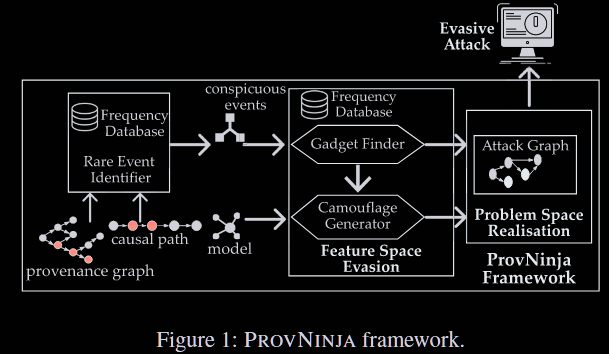 Evasive
Attack
Frequency
Database
Rare Event
Identifier
provenance graph
causal path
conspicuous
events
model
Frequency
Database
Gadget Finder
Camouflage
Generator
Feature Space
Evasion
Attack Graph
Problem Space
Realisation
ProvNinja
Framework
Figure 1: PROVNINJA framework.